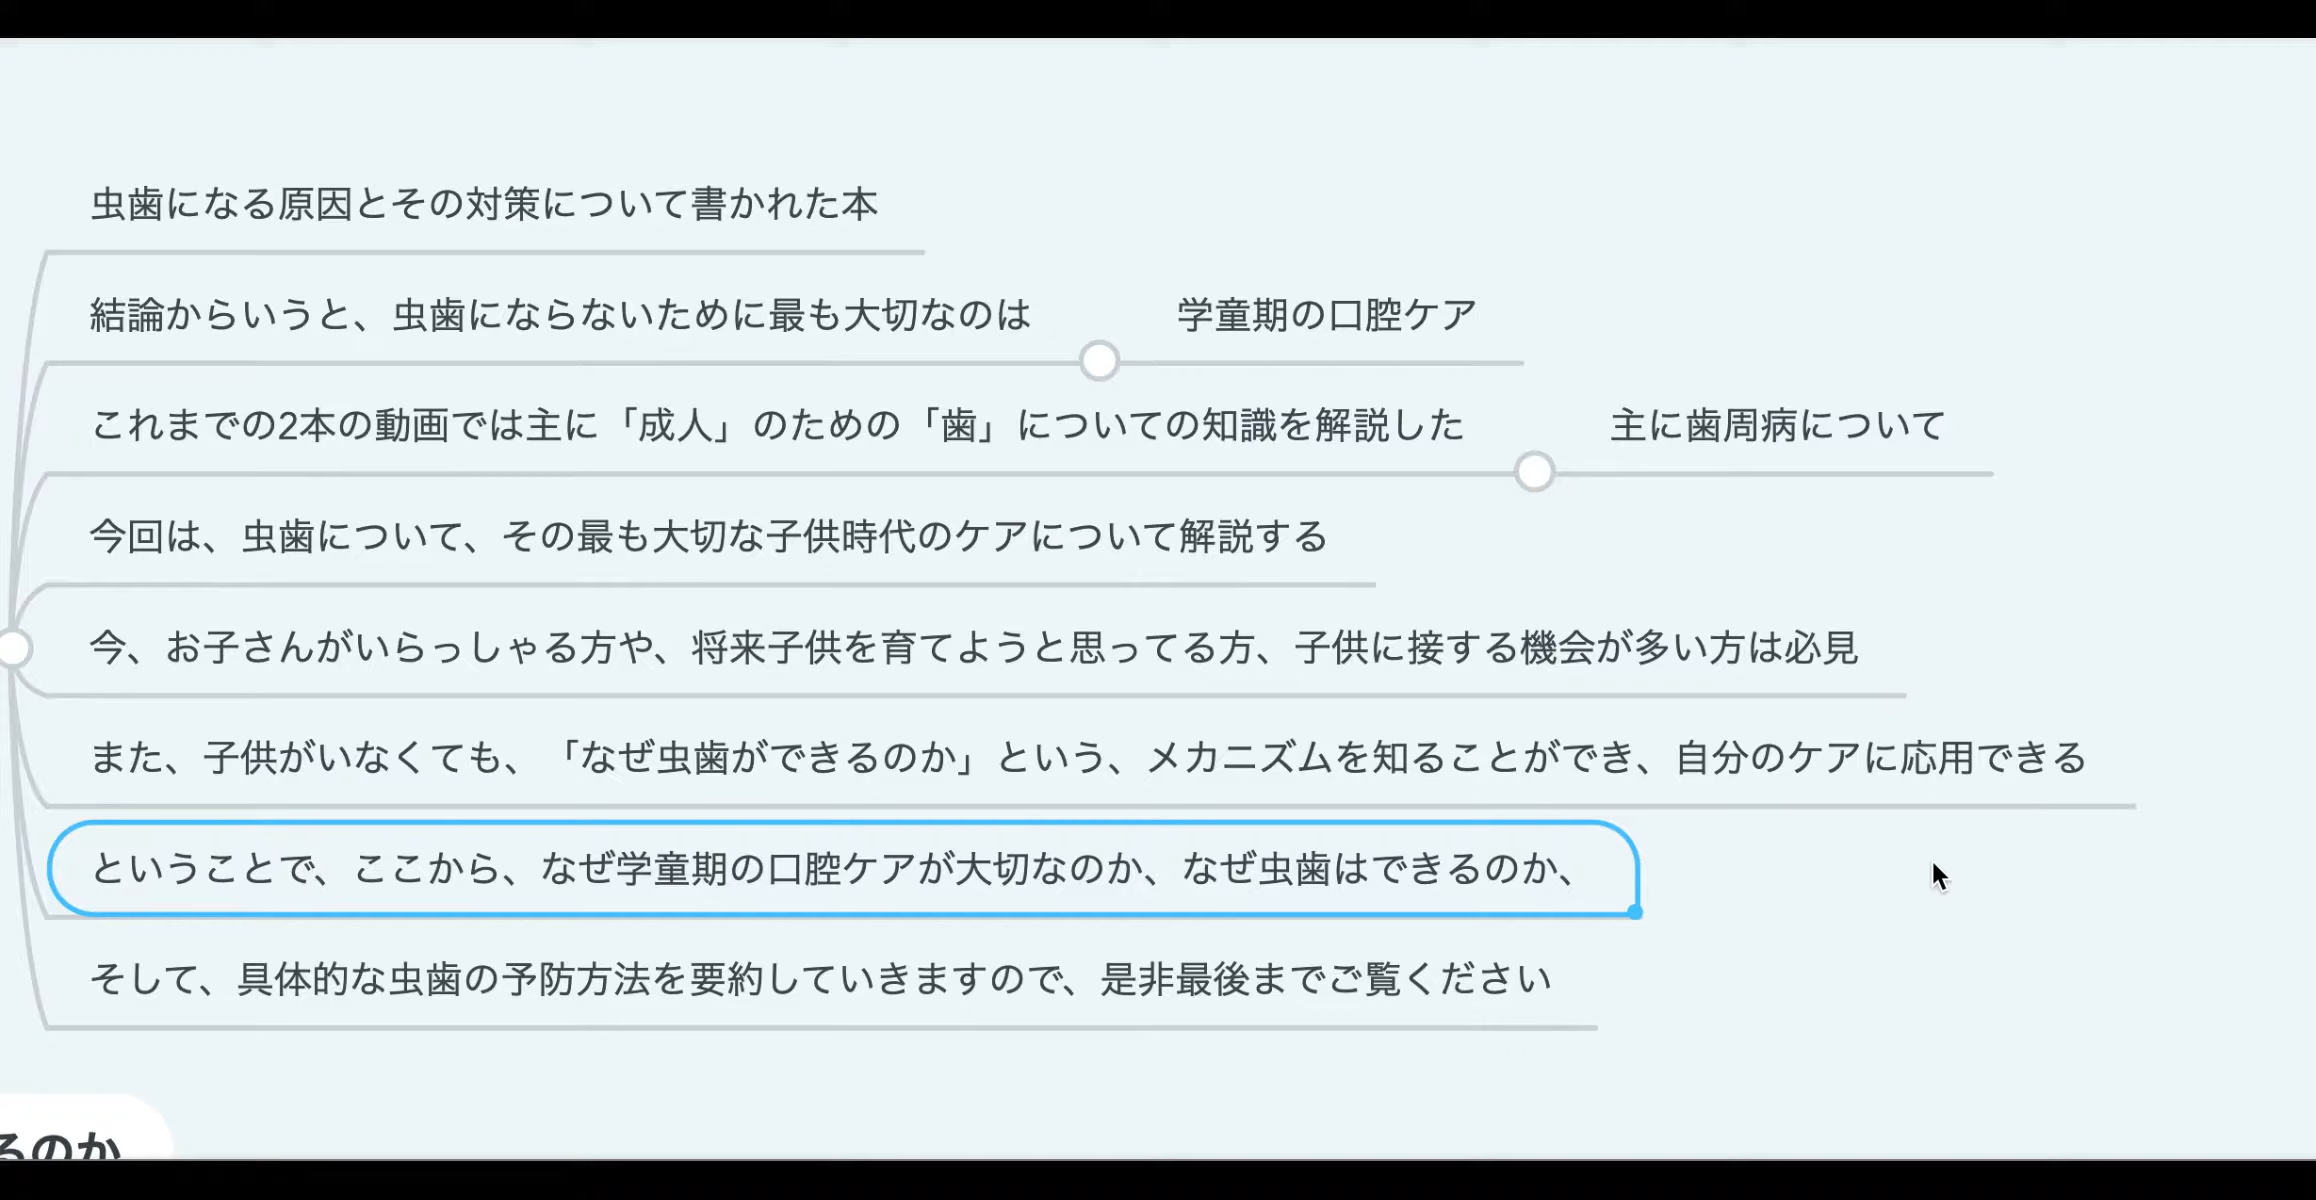 虫歯になる原因とその対策について書かれた本
結論からいうと、虫歯にならないために最も大切なのは 学童期の口腔ケア
これまでの2本の動画では主に「成人」のための「歯」についての知識を解説した 主に歯周病について
今回は、虫歯について、その最も大切な子供時代のケアについて解説する
今、お子さんがいらっしゃる方や、将来子供を育てようと思ってる方、子供に接する機会が多い方は必見
また、子供がいなくても、「なぜ虫歯ができるのか」という、メカニズムを知ることができ、自分のケアに応用できる
ということで、ここから、なぜ学童期の口腔ケアが大切なのか、なぜ虫歯はできるのか、
そして、具体的な虫歯の予防方法を要約していきますので、是非最後までご覧ください
るのか